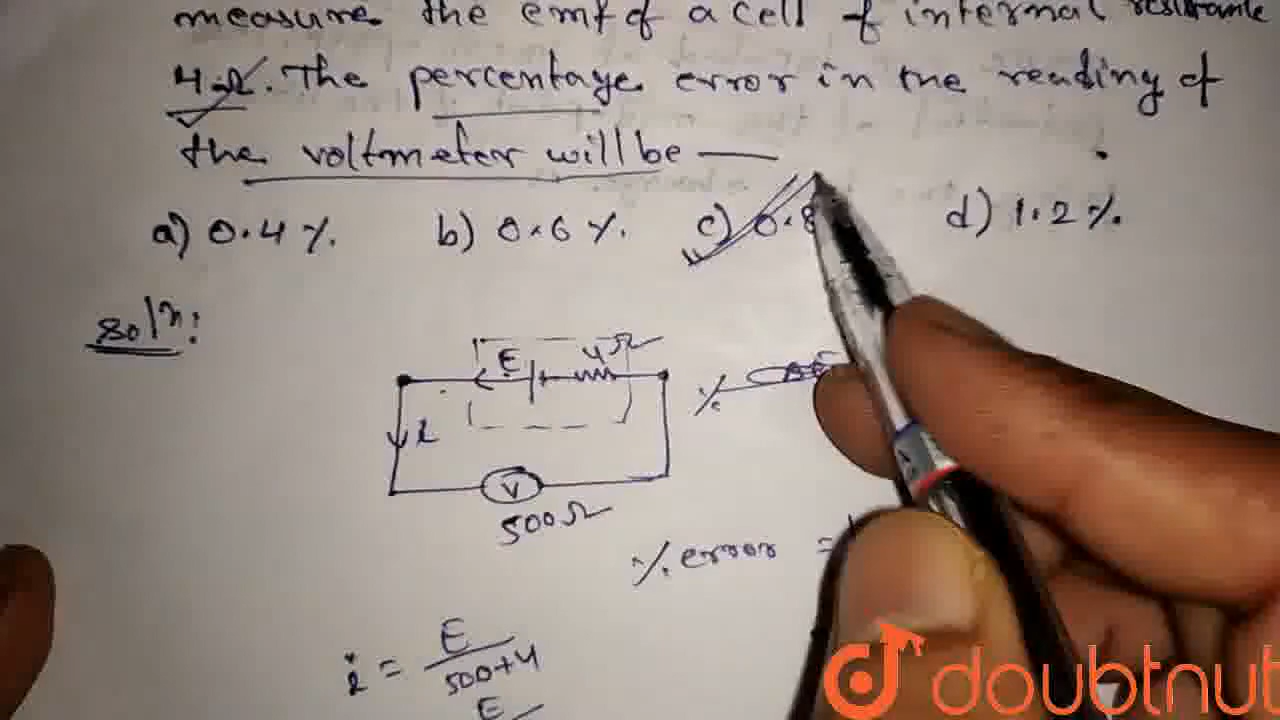 measure the emf of a cell of internal resistance
4Ω. The percentage error in the reading of
the voltmeter will be —
a) 0.4 %. b) 0.6 %. c) 0.8 d) 1.2 %.
Sol^n:
E 4Ω
i
V
500Ω
%
% error =
i = E / 500+4
E
doubtnut